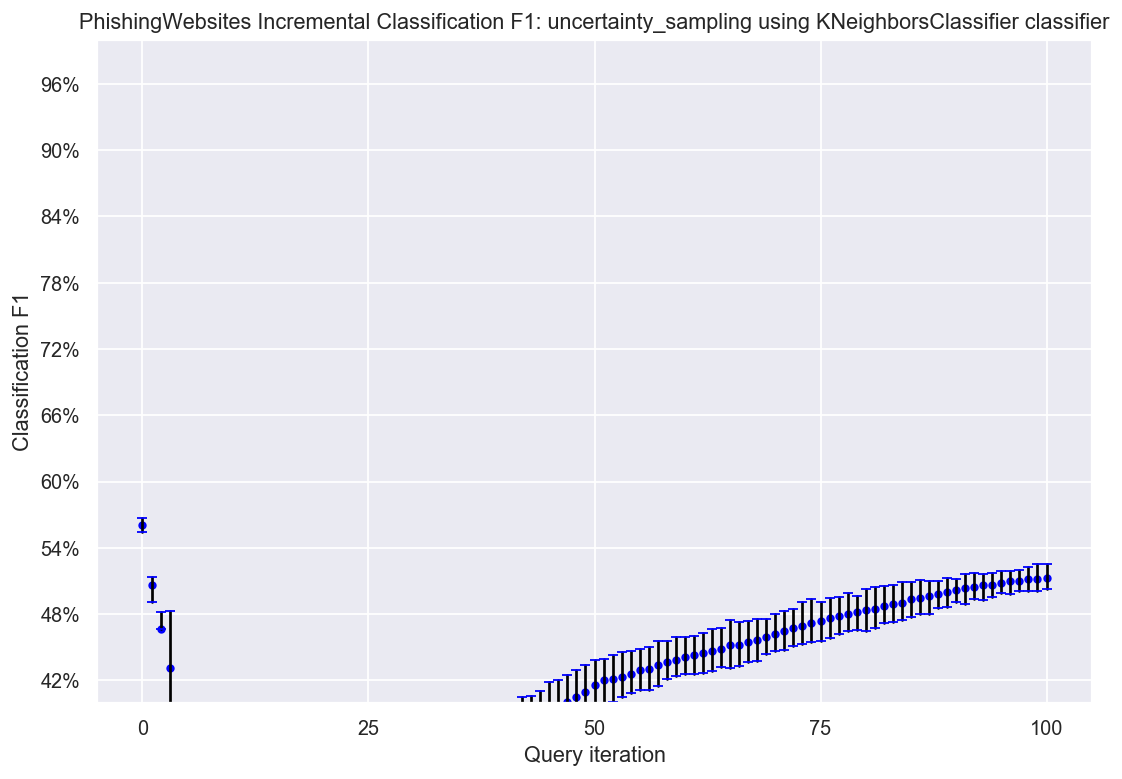 PhishingWebsites Incremental Classification F1: uncertainty_sampling using KNeighborsClassifier classifier
96%
90%
84%
78%
72%
66%
60%
54%
48%
42%
Classification F1
0 25 50 75 100
Query iteration